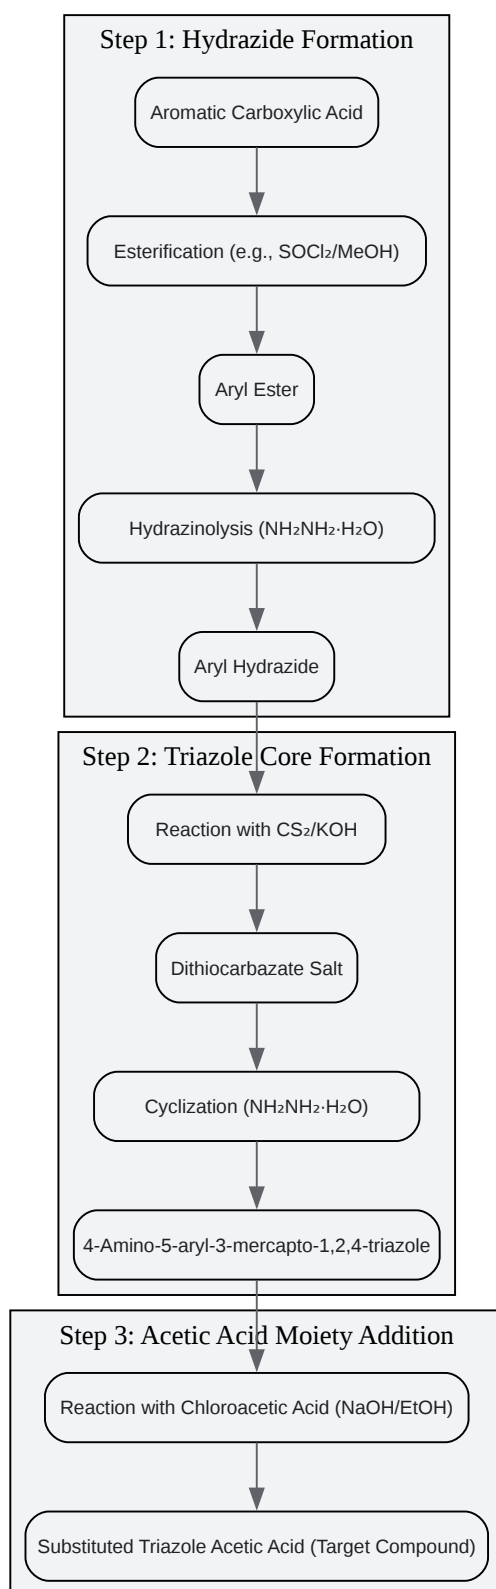 Step 1: Hydrazide Formation
Aromatic Carboxylic Acid
Esterification (e.g., SOCl₂/MeOH)
Aryl Ester
Hydrazinolysis (NH₂NH₂·H₂O)
Aryl Hydrazide
Step 2: Triazole Core Formation
Reaction with CS₂/KOH
Dithiocarbazate Salt
Cyclization (NH₂NH₂·H₂O)
4-Amino-5-aryl-3-mercapto-1,2,4-triazole
Step 3: Acetic Acid Moiety Addition
Reaction with Chloroacetic Acid (NaOH/EtOH)
Substituted Triazole Acetic Acid (Target Compound)